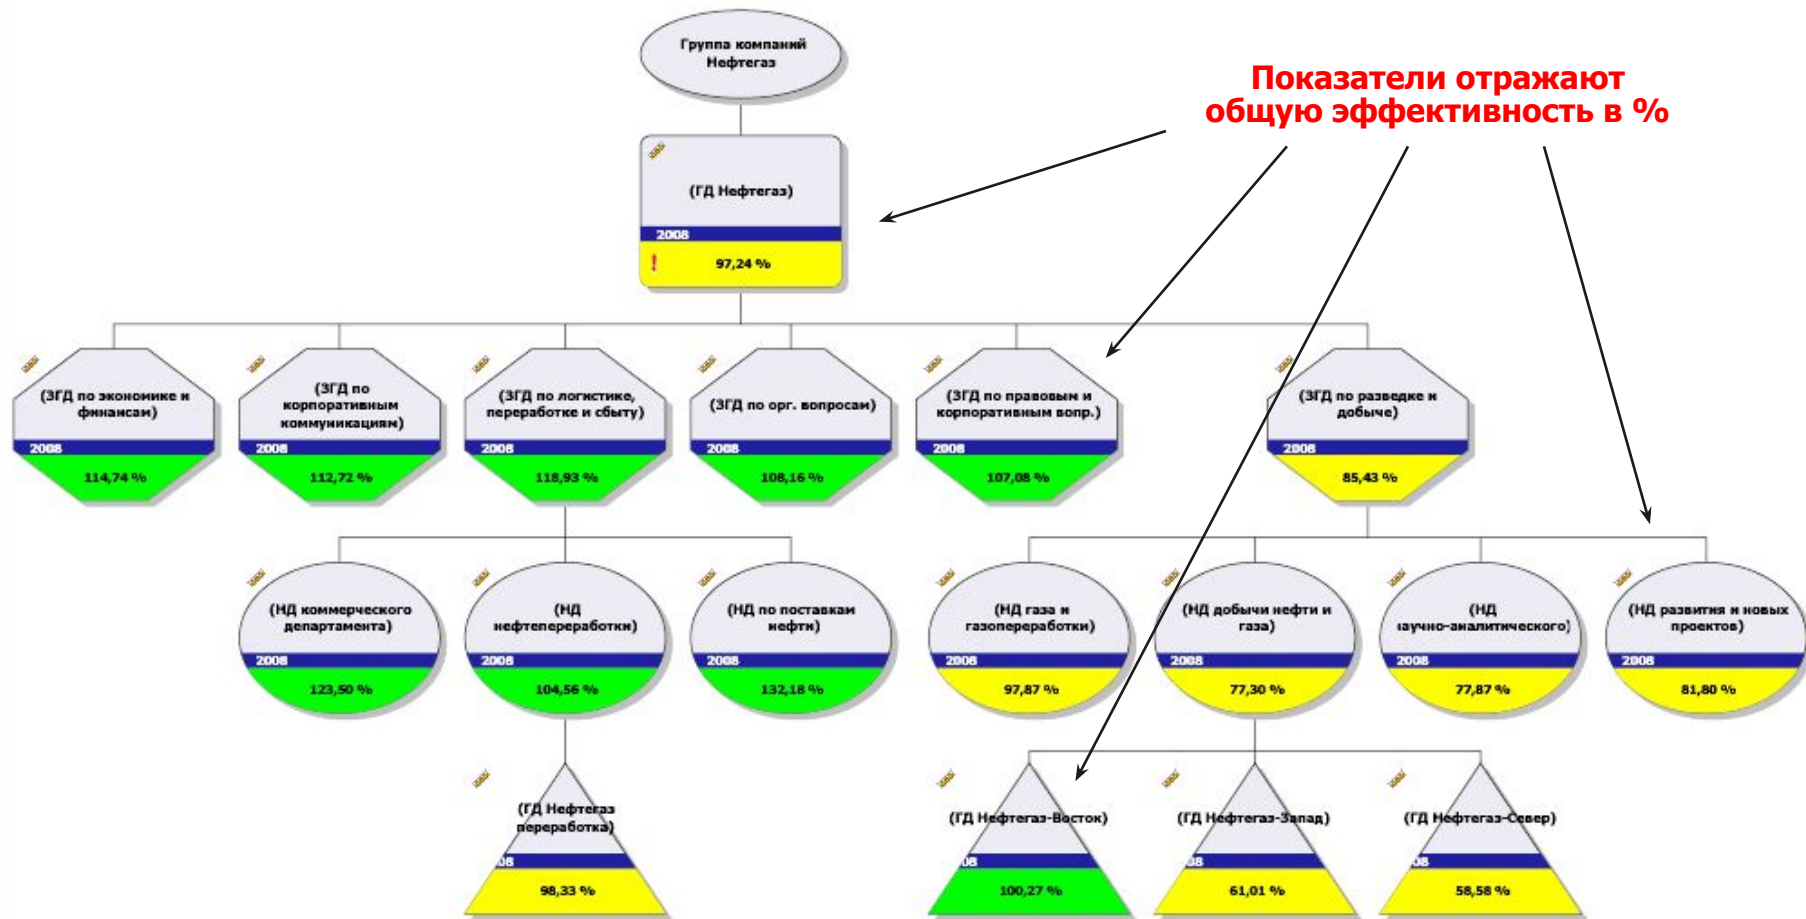 Группа компаний
Нефтегаз
Показатели отражают
общую эффективность в %
(ГД Нефтегаз)
2008
! 97,24 %
(ЗГД по экономике и
финансам)
2008
114,74 %
(ЗГД по
корпоративным
коммуникациям)
2008
112,72 %
(ЗГД по логистике,
переработке и сбыту)
2008
118,93 %
(ЗГД по орг. вопросам)
2008
108,16 %
(ЗГД по правовым и
корпоративным вопр.)
2008
107,08 %
(ЗГД по разведке и
добыче)
2008
85,43 %
(НД коммерческого
департамента)
2008
123,50 %
(НД
нефтепереработки)
2008
104,56 %
(НД по поставкам
нефти)
2008
132,18 %
(НД газа и
газопереработки)
2008
97,87 %
(НД добычи нефти и
газа)
2008
77,30 %
(НД
научно-аналитического)
2008
77,87 %
(НД развития и новых
проектов)
2008
81,80 %
(ГД Нефтегаз
переработка)
08
98,33 %
(ГД Нефтегаз-Восток)
08
100,27 %
(ГД Нефтегаз-Запад)
08
61,01 %
(ГД Нефтегаз-Север)
08
58,58 %